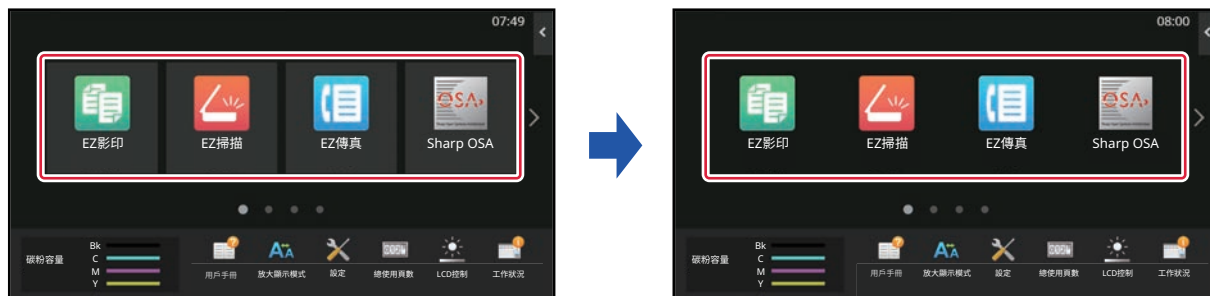 07:49
EZ影印 EZ掃描 EZ傳真 Sharp OSA
碳粉容量
Bk
C
M
Y
用戶手冊 放大顯示模式 設定 總使用頁數 LCD控制 工作狀況
08:00
EZ影印 EZ掃描 EZ傳真 Sharp OSA
碳粉容量
Bk
C
M
Y
用戶手冊 放大顯示模式 設定 總使用頁數 LCD控制 工作狀況